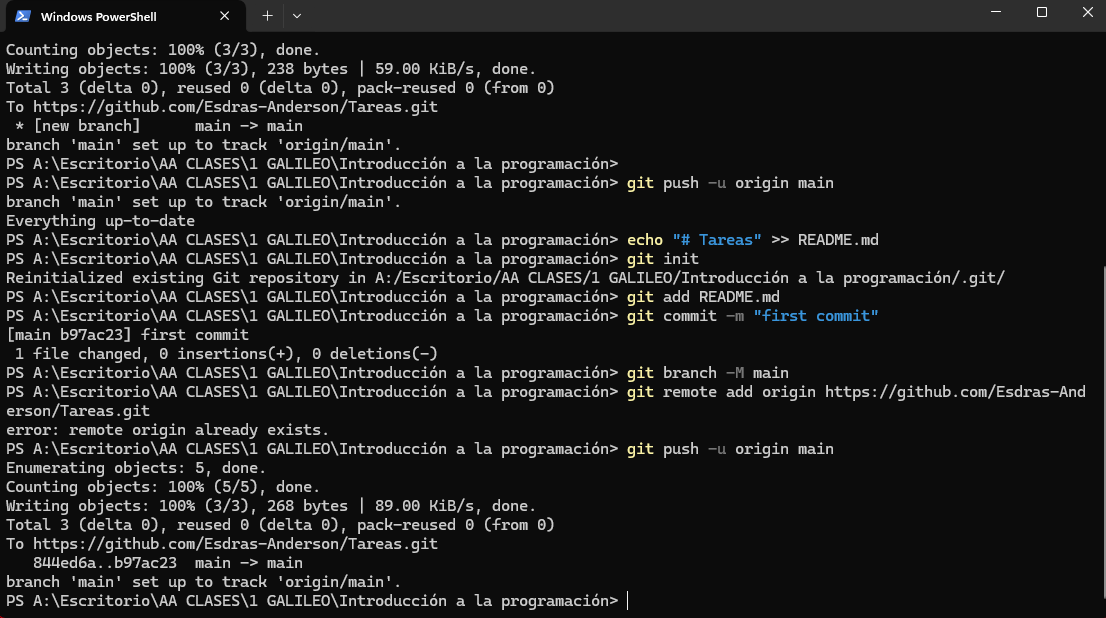 Windows PowerShell
Counting objects: 100% (3/3), done.
Writing objects: 100% (3/3), 238 bytes | 59.00 KiB/s, done.
Total 3 (delta 0), reused 0 (delta 0), pack-reused 0 (from 0)
To https://github.com/Esdras-Anderson/Tareas.git
 * [new branch]      main -> main
branch 'main' set up to track 'origin/main'.
PS A:\Escritorio\AA CLASES\1 GALILEO\Introducción a la programación>
PS A:\Escritorio\AA CLASES\1 GALILEO\Introducción a la programación> git push -u origin main
branch 'main' set up to track 'origin/main'.
Everything up-to-date
PS A:\Escritorio\AA CLASES\1 GALILEO\Introducción a la programación> echo "# Tareas" >> README.md
PS A:\Escritorio\AA CLASES\1 GALILEO\Introducción a la programación> git init
Reinitialized existing Git repository in A:/Escritorio/AA CLASES/1 GALILEO/Introducción a la programación/.git/
PS A:\Escritorio\AA CLASES\1 GALILEO\Introducción a la programación> git add README.md
PS A:\Escritorio\AA CLASES\1 GALILEO\Introducción a la programación> git commit -m "first commit"
[main b97ac23] first commit
 1 file changed, 0 insertions(+), 0 deletions(-)
PS A:\Escritorio\AA CLASES\1 GALILEO\Introducción a la programación> git branch -M main
PS A:\Escritorio\AA CLASES\1 GALILEO\Introducción a la programación> git remote add origin https://github.com/Esdras-And
erson/Tareas.git
error: remote origin already exists.
PS A:\Escritorio\AA CLASES\1 GALILEO\Introducción a la programación> git push -u origin main
Enumerating objects: 5, done.
Counting objects: 100% (5/5), done.
Writing objects: 100% (3/3), 268 bytes | 89.00 KiB/s, done.
Total 3 (delta 0), reused 0 (delta 0), pack-reused 0 (from 0)
To https://github.com/Esdras-Anderson/Tareas.git
   844ed6a..b97ac23  main -> main
branch 'main' set up to track 'origin/main'.
PS A:\Escritorio\AA CLASES\1 GALILEO\Introducción a la programación>